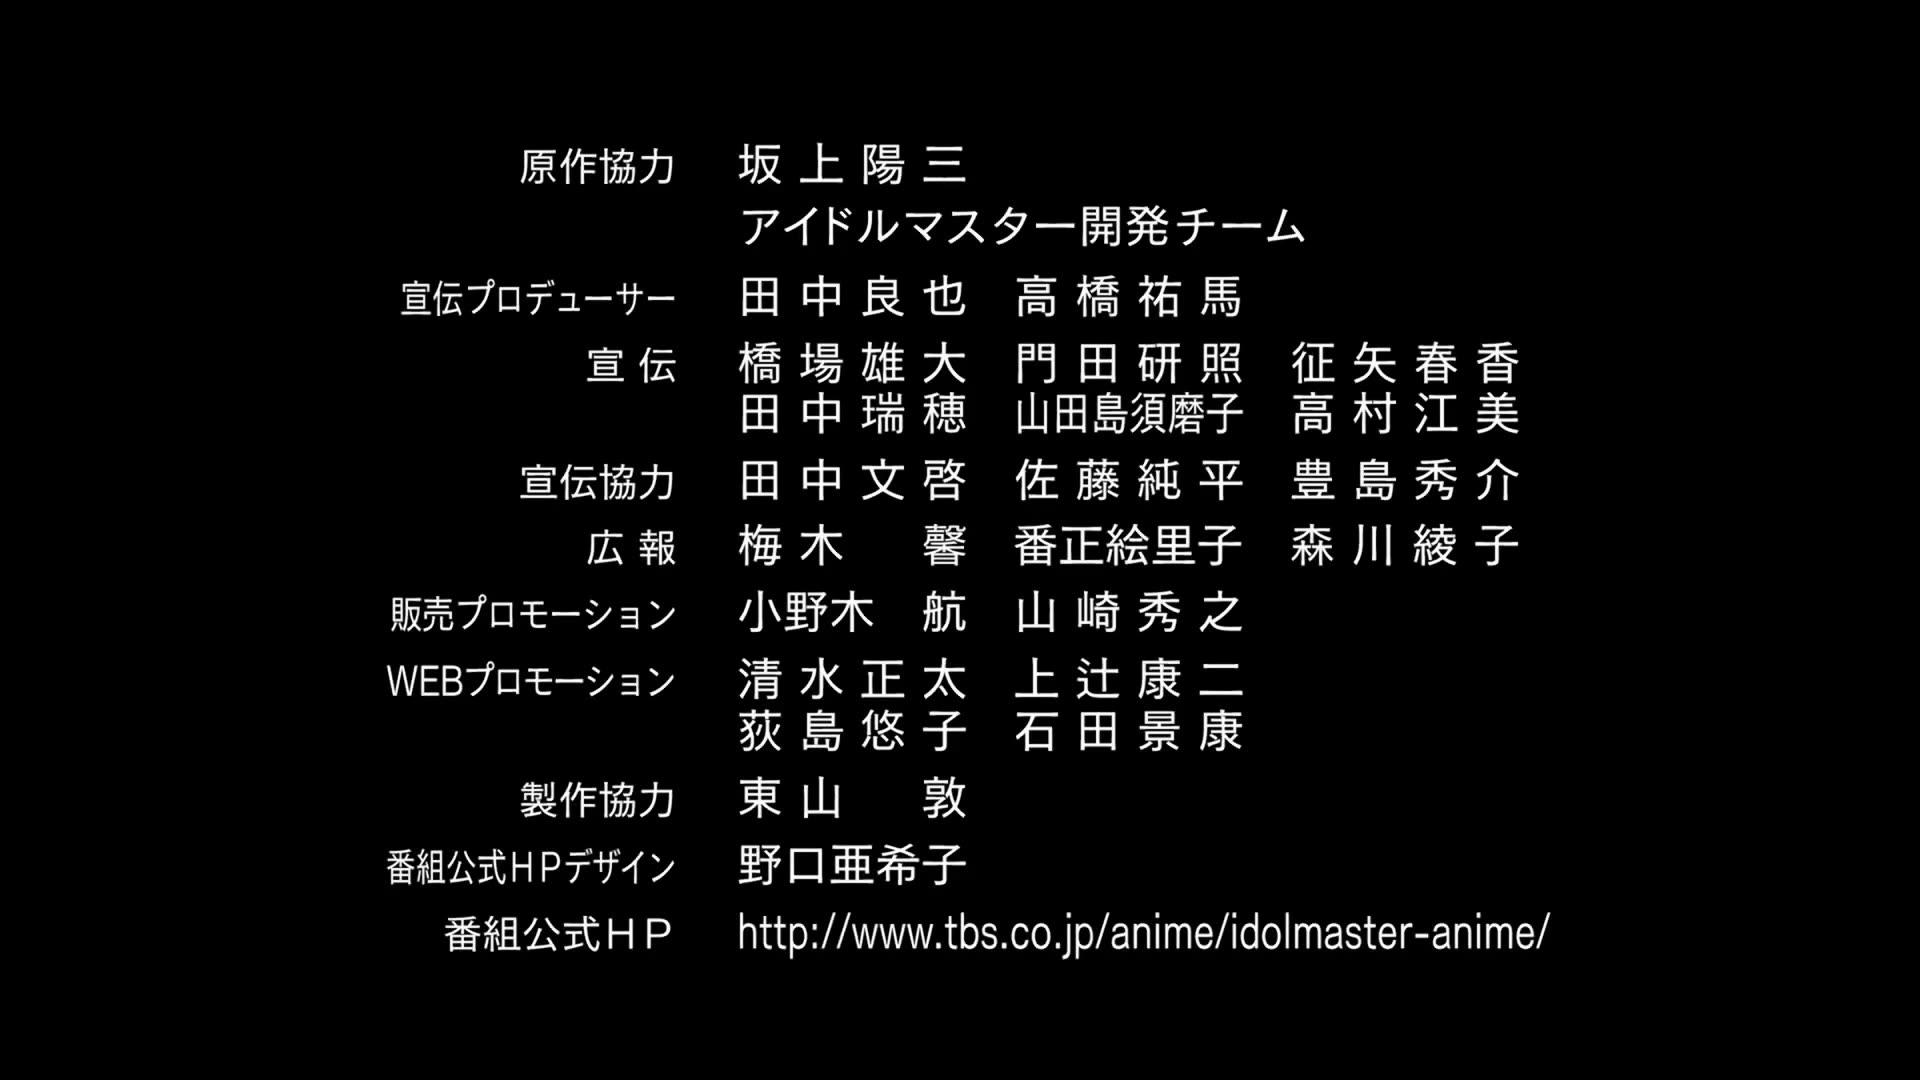 原作協力 坂上陽三
アイドルマスター開発チーム
宣伝プロデューサー 田中良也 高橋祐馬
宣伝 橋場雄大 門田研照 征矢春香
田中瑞穂 山田島須磨子 高村江美
宣伝協力 田中文啓 佐藤純平 豊島秀介
広報 梅木馨 番正絵里子 森川綾子
販売プロモーション 小野木航 山崎秀之
WEBプロモーション 清水正太 上辻康二
荻島悠子 石田景康
製作協力 東山敦
番組公式ＨＰデザイン 野口亜希子
番組公式ＨＰ http://www.tbs.co.jp/anime/idolmaster-anime/